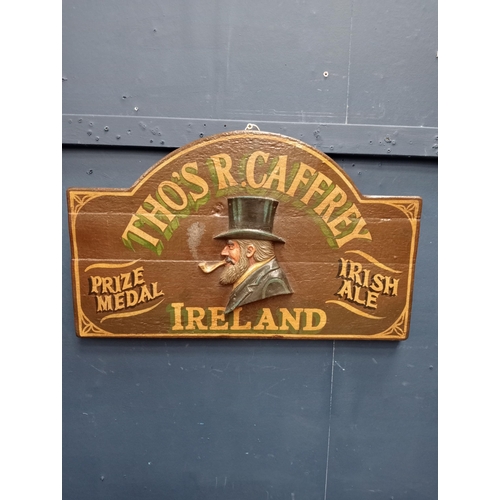 THO'S R CAFFREY
PRIZE
MEDAL
IRISH
ALE
IRELAND